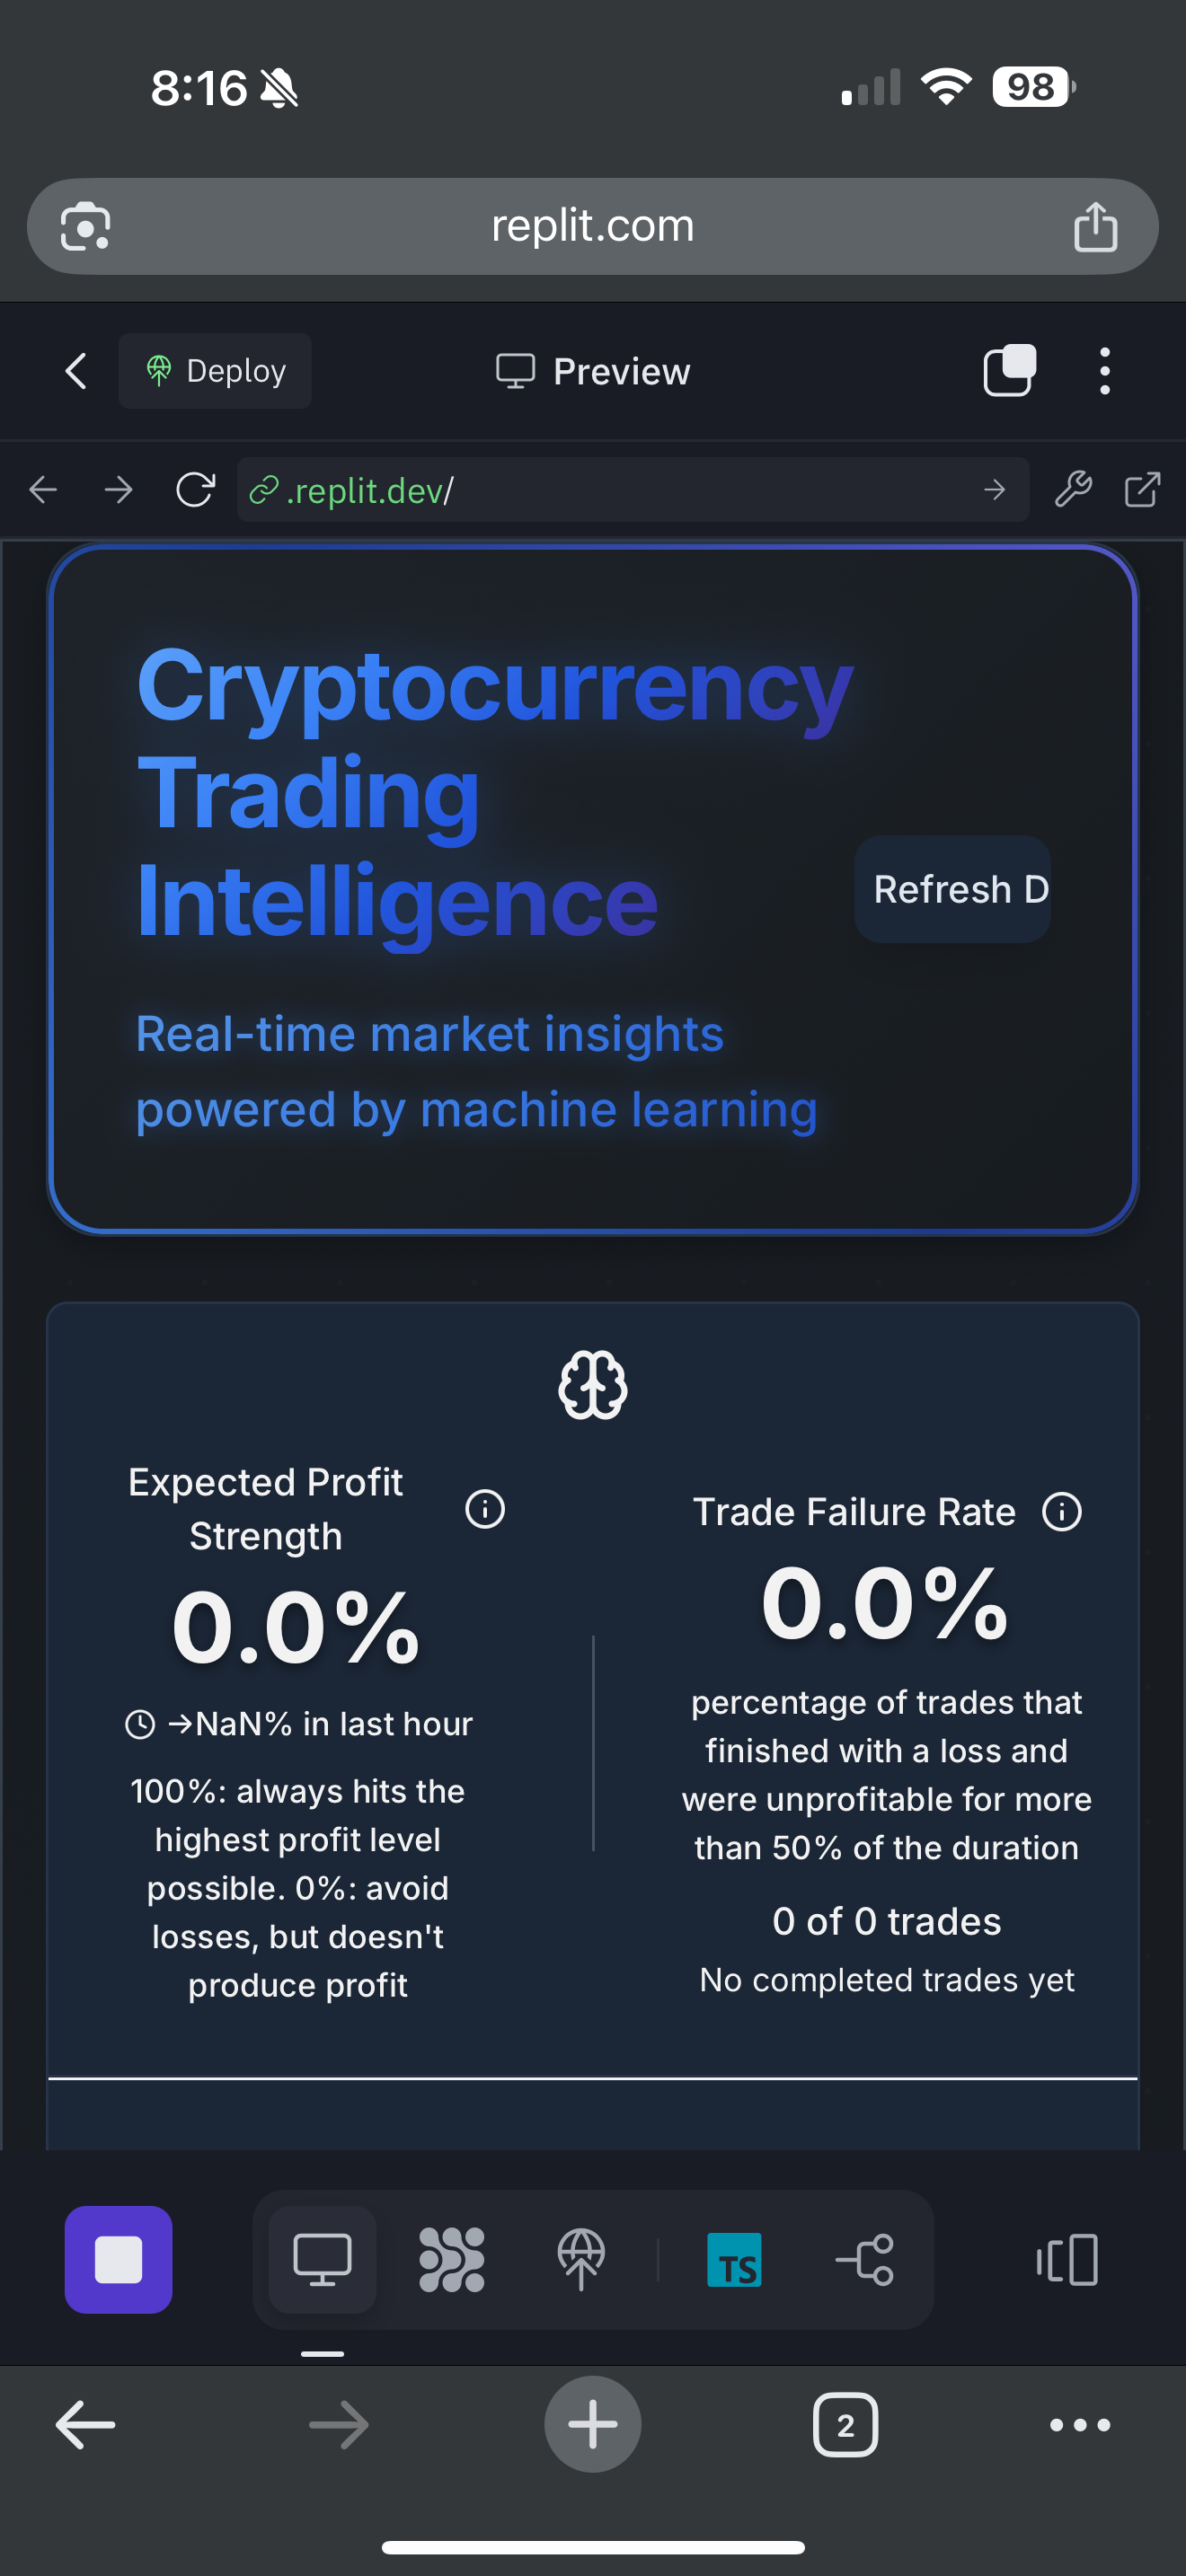 8:16
98
replit.com
Deploy
Preview
.replit.dev/
Cryptocurrency
Trading
Intelligence
Refresh D
Real-time market insights
powered by machine learning
Expected Profit
Strength
0.0%
→NaN% in last hour
100%: always hits the
highest profit level
possible. 0%: avoid
losses, but doesn't
produce profit
Trade Failure Rate
0.0%
percentage of trades that
finished with a loss and
were unprofitable for more
than 50% of the duration
0 of 0 trades
No completed trades yet
TS
2